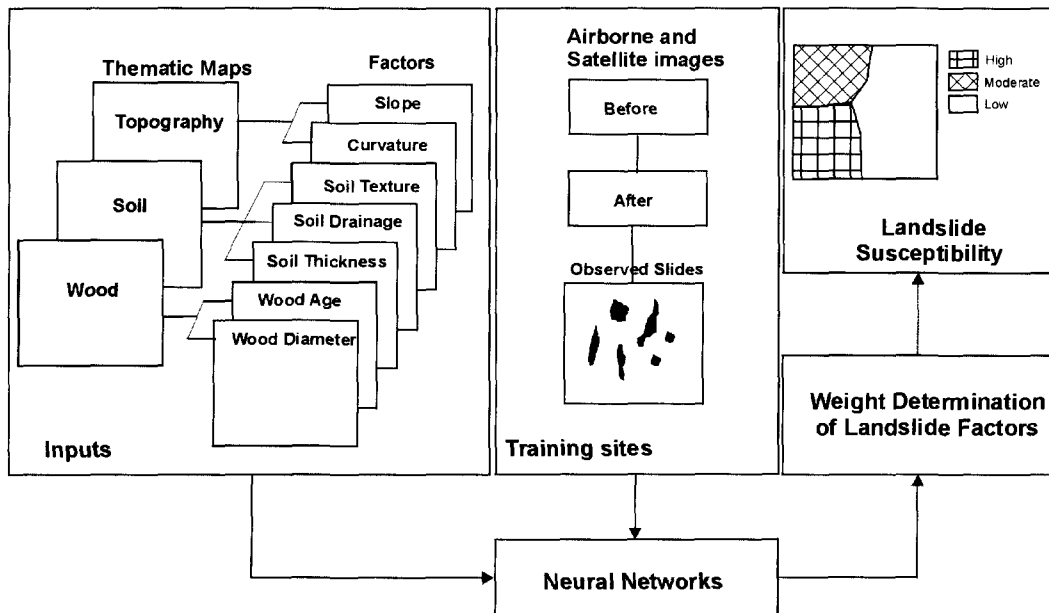 Thematic Maps
Topography
Soil
Wood
Factors
Slope
Curvature
Soil Texture
Soil Drainage
Soil Thickness
Wood Age
Wood Diameter
Inputs
Airborne and
Satellite images
Before
After
Observed Slides
Training sites
High
Moderate
Low
Landslide
Susceptibility
Weight Determination
of Landslide Factors
Neural Networks